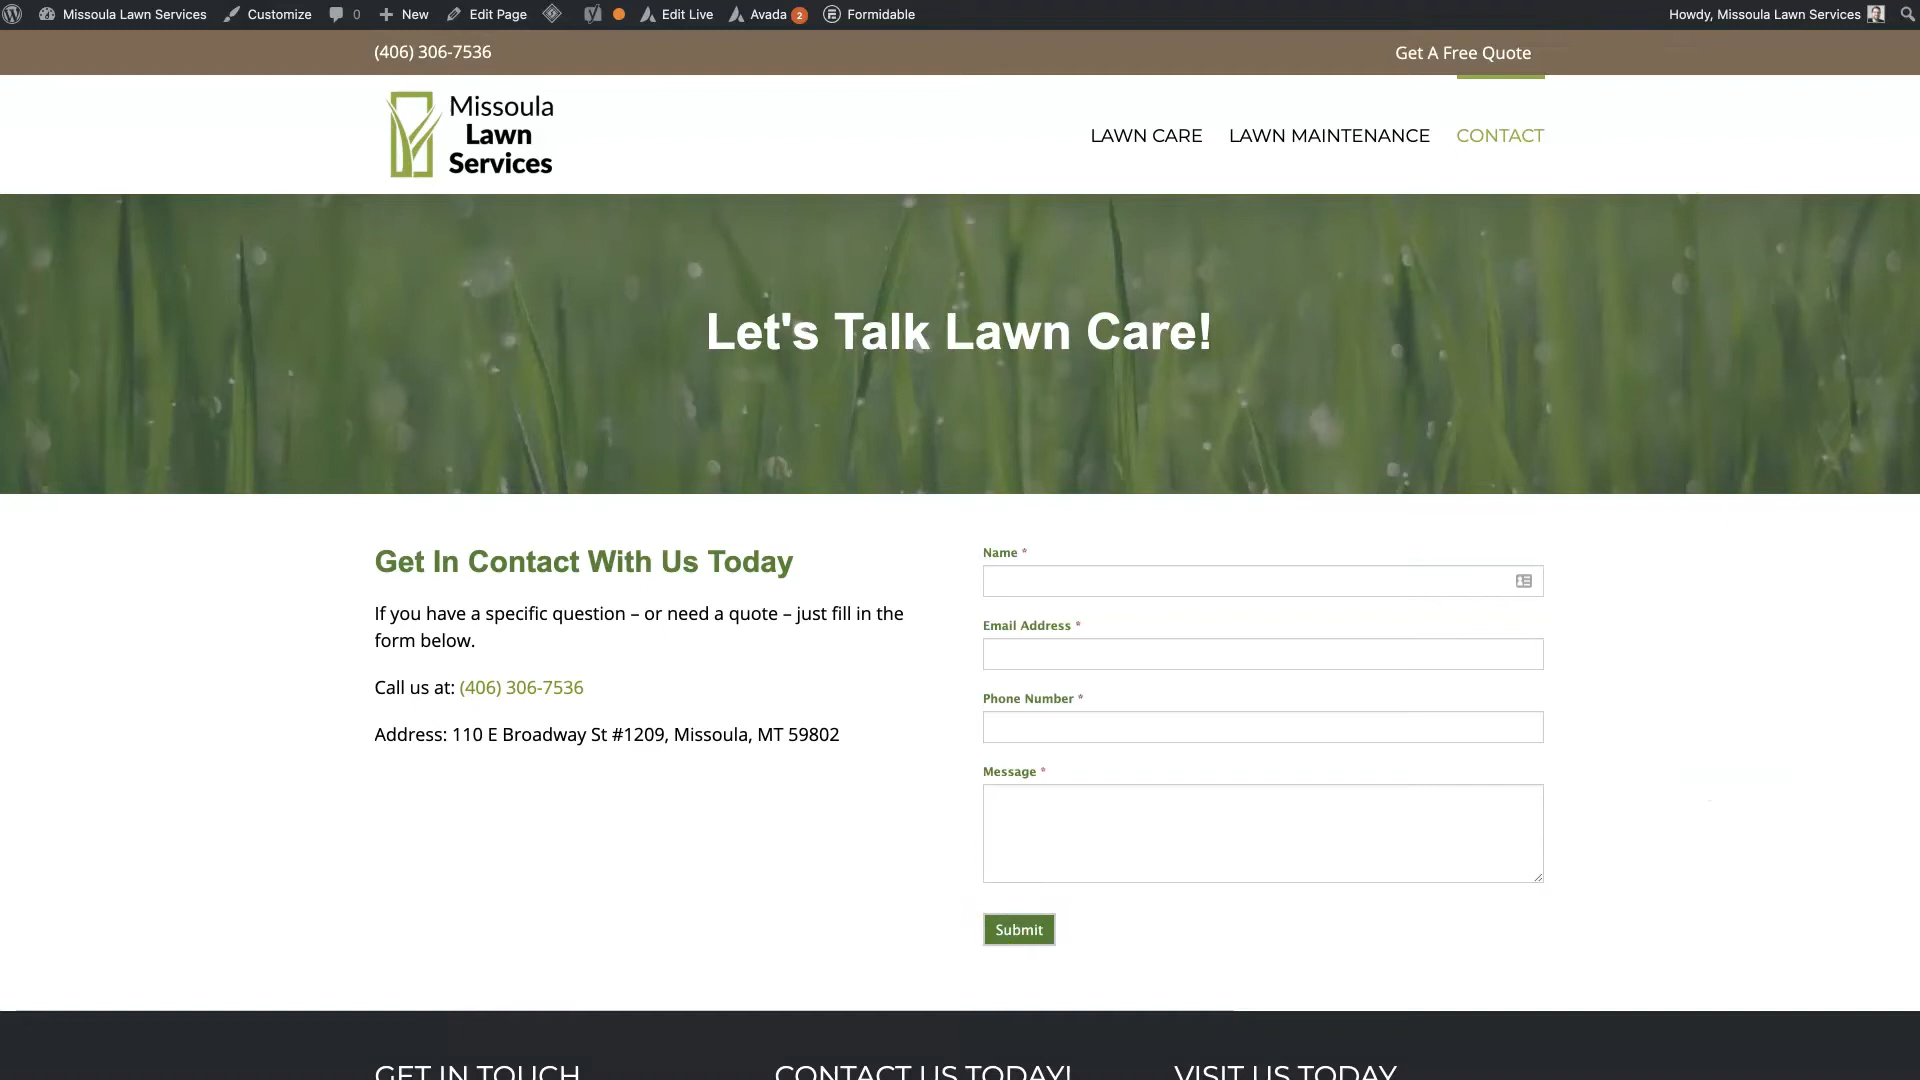 Missoula Lawn Services Customize 0 New Edit Page Edit Live Avada 2 Formidable Howdy, Missoula Lawn Services
(406) 306-7536 Get A Free Quote
Missoula
Lawn
Services
LAWN CARE LAWN MAINTENANCE CONTACT
Let's Talk Lawn Care!
Get In Contact With Us Today
If you have a specific question – or need a quote – just fill in the
form below.
Call us at: (406) 306-7536
Address: 110 E Broadway St #1209, Missoula, MT 59802
Name *
Email Address *
Phone Number *
Message *
Submit
GET IN TOUCH CONTACT US TODAY! VISIT US TODAY